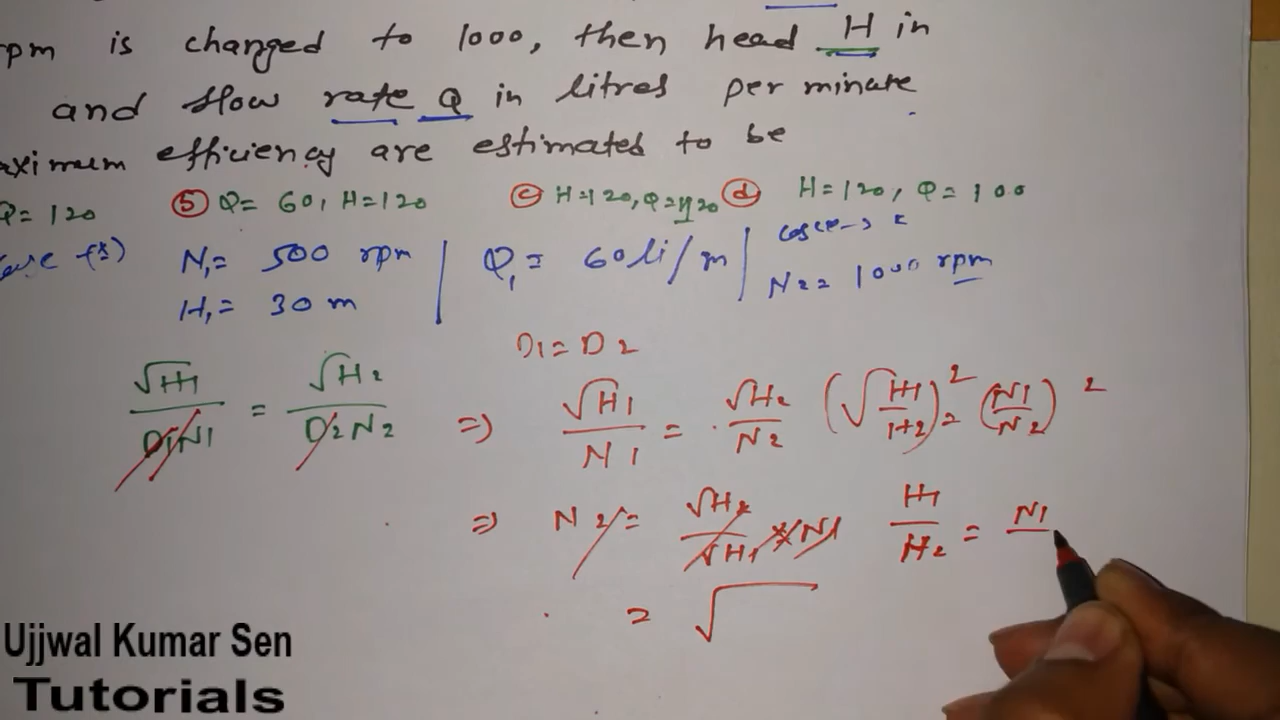 rpm is changed to 1000, then head H in
and flow rate Q in litres per minute
aximum efficiency are estimated to be
Q = 120 (b) Q = 60, H = 120 (c) H = 120, Q = 120 (d) H = 120, Q = 100
N1 = 500 rpm | Q1 = 60 li/m |
H1 = 30 m N2 = 1000 rpm
D1 = D2
√H1 / D1N1 = √H2 / D2N2 => √H1 / N1 = √H2 / N2 (√H1/H2)² = (N1/N2)²
=> N2 = √H2 / √H1 × N1 H1 / H2 = N1
= √
Ujjwal Kumar Sen
Tutorials